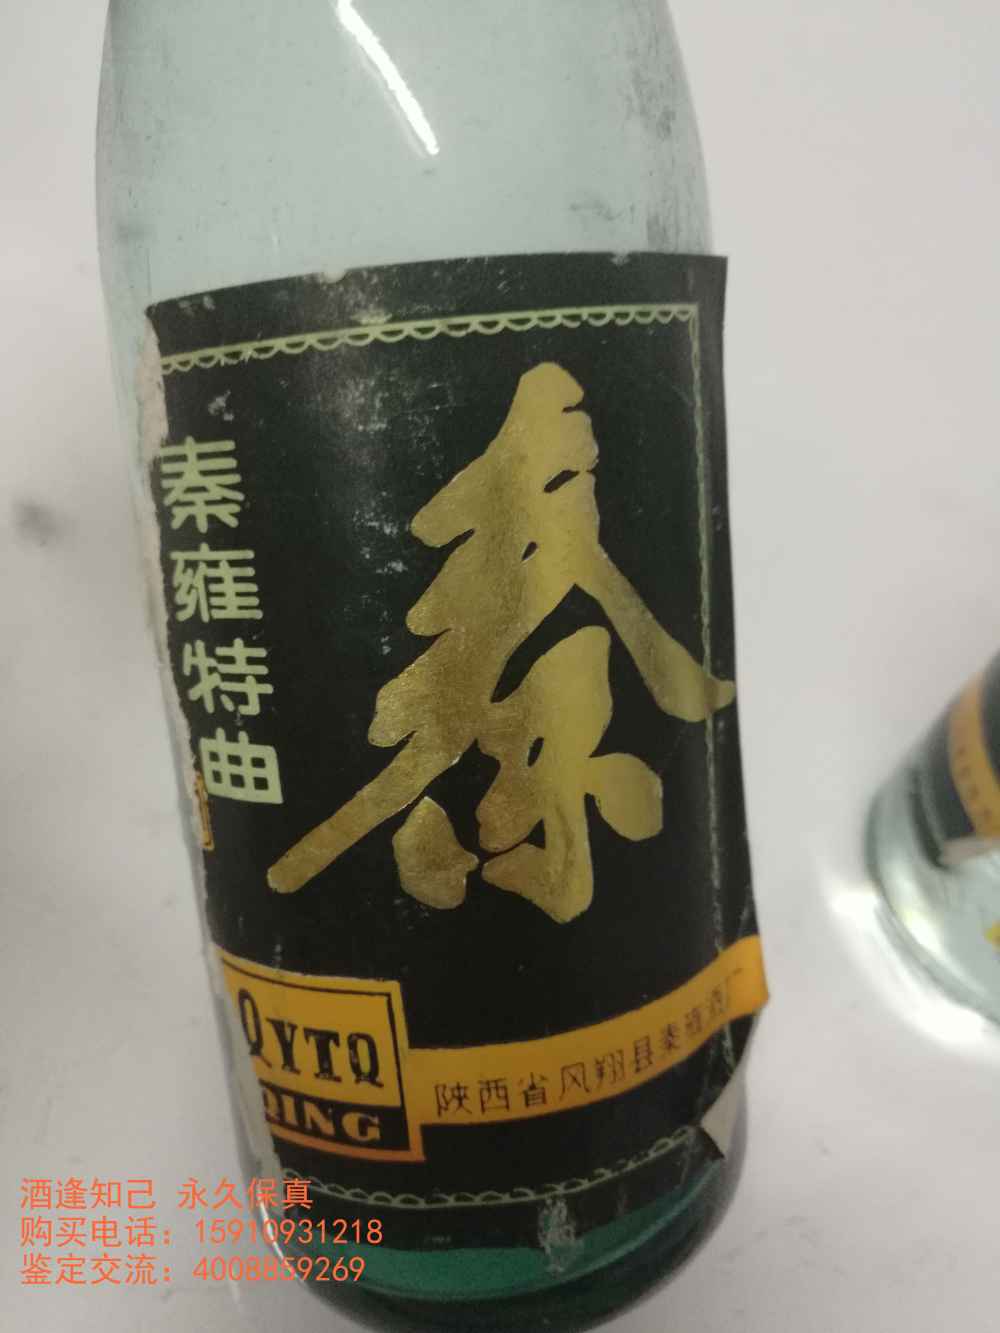 秦雍特曲
秦
QYTQ
QING
陕西省风翔县秦雍酒厂
酒逢知己 永久保真
购买电话：15910931218
鉴定交流：4008859269